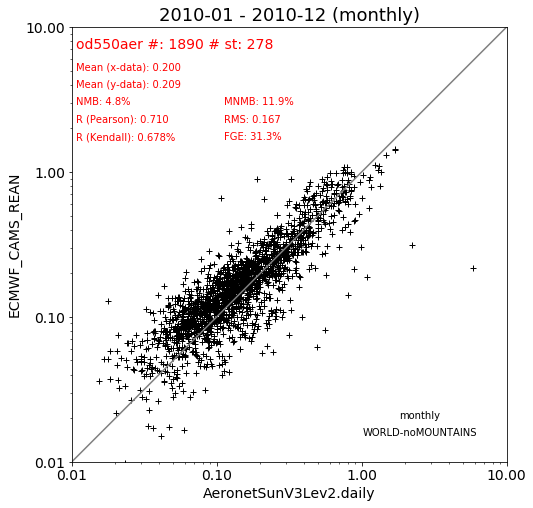 2010-01 - 2010-12 (monthly)
od550aer #: 1890 # st: 278
Mean (x-data): 0.200
Mean (y-data): 0.209
NMB: 4.8% MNMB: 11.9%
R (Pearson): 0.710 RMS: 0.167
R (Kendall): 0.678% FGE: 31.3%
10.00
1.00
0.10
0.01
ECMWF_CAMS_REAN
monthly
WORLD-noMOUNTAINS
0.01 0.10 1.00 10.00
AeronetSunV3Lev2.daily